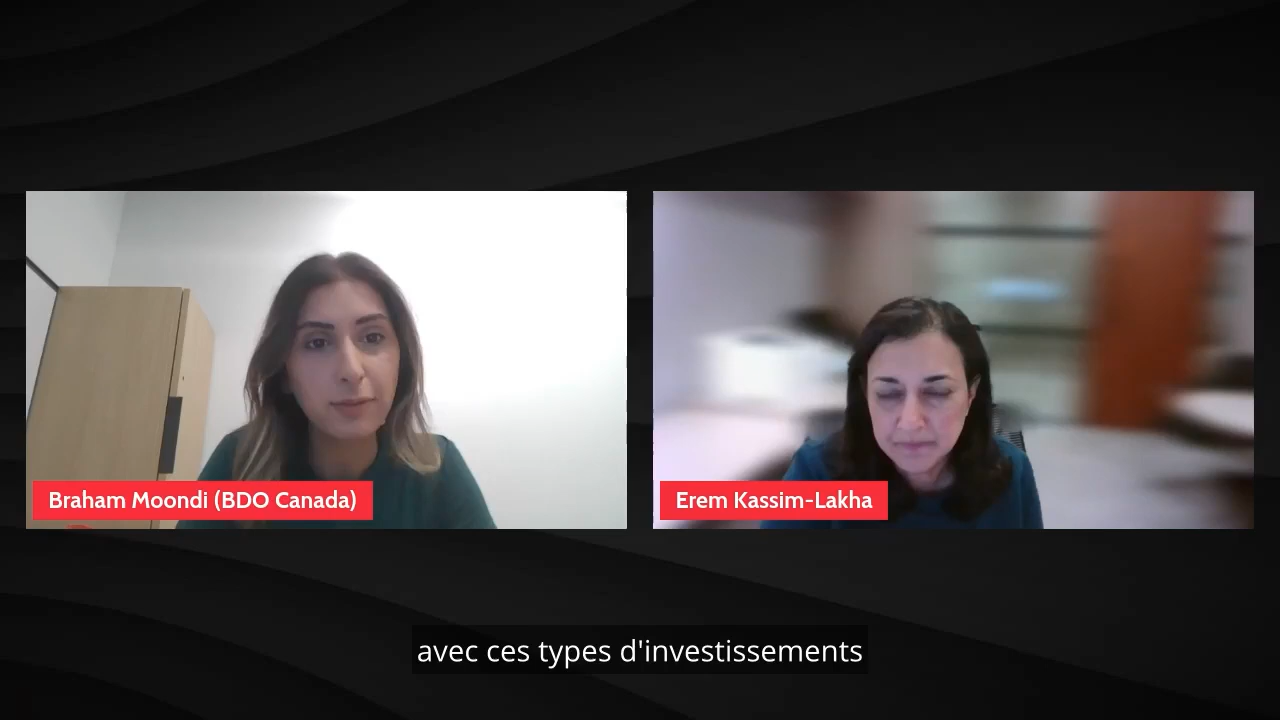 Braham Moondi (BDO Canada)
Erem Kassim-Lakha
avec ces types d'investissements